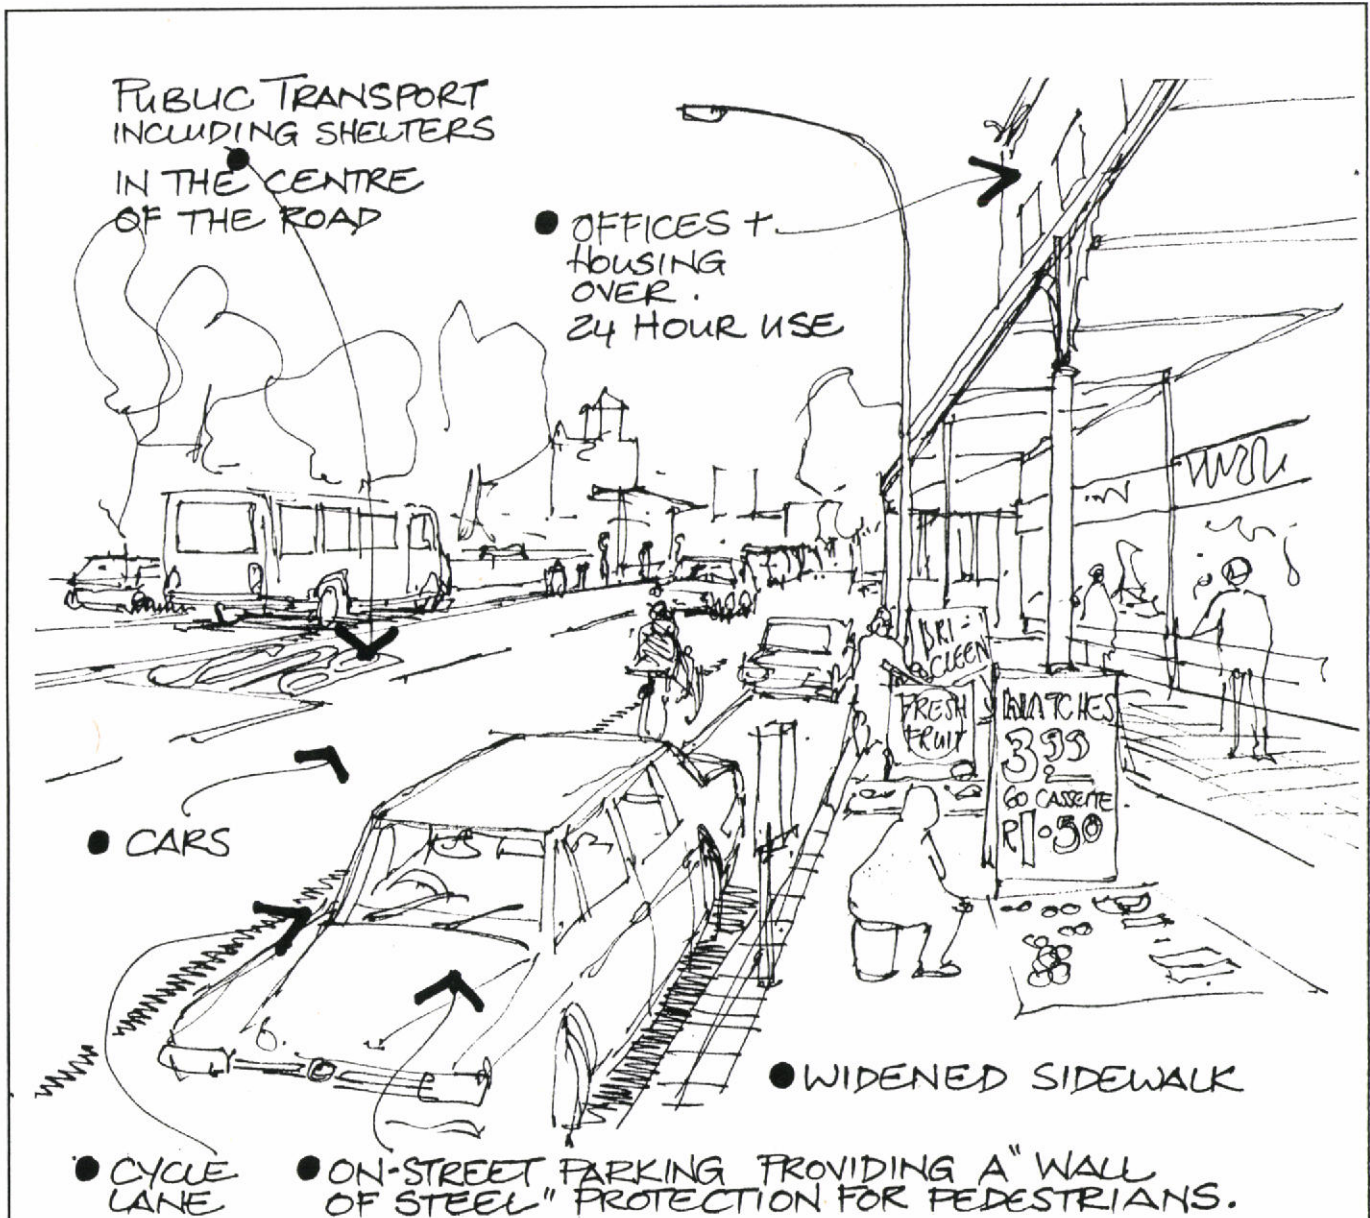 PUBLIC TRANSPORT
INCLUDING SHELTERS
IN THE CENTRE
OF THE ROAD
OFFICES +
HOUSING
OVER.
24 HOUR USE
BRI-
CLEEN
FRESH
FRUIT
WATCHES
3.99
60 CASSETTE
R1.50
CARS
WIDENED SIDEWALK
CYCLE
LANE
ON-STREET PARKING PROVIDING A "WALL
OF STEEL" PROTECTION FOR PEDESTRIANS.